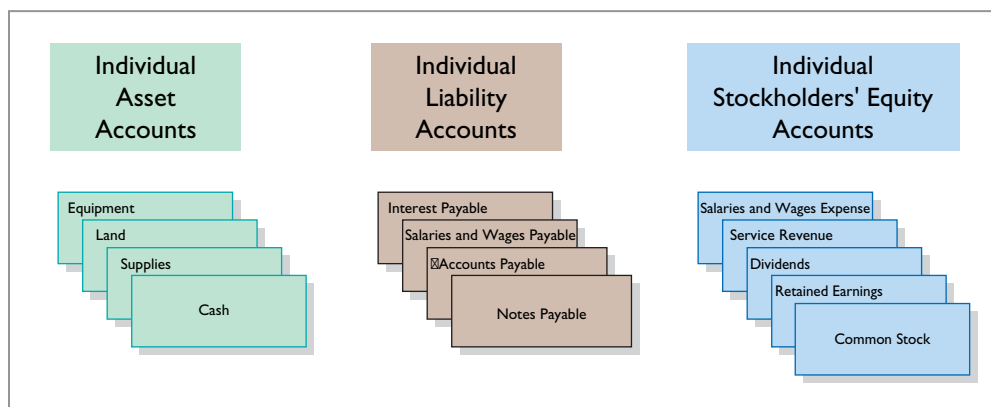 Individual
Asset
Accounts
Individual
Liability
Accounts
Individual
Stockholders' Equity
Accounts
Equipment
Land
Supplies
Cash
Interest Payable
Salaries and Wages Payable
Accounts Payable
Notes Payable
Salaries and Wages Expense
Service Revenue
Dividends
Retained Earnings
Common Stock